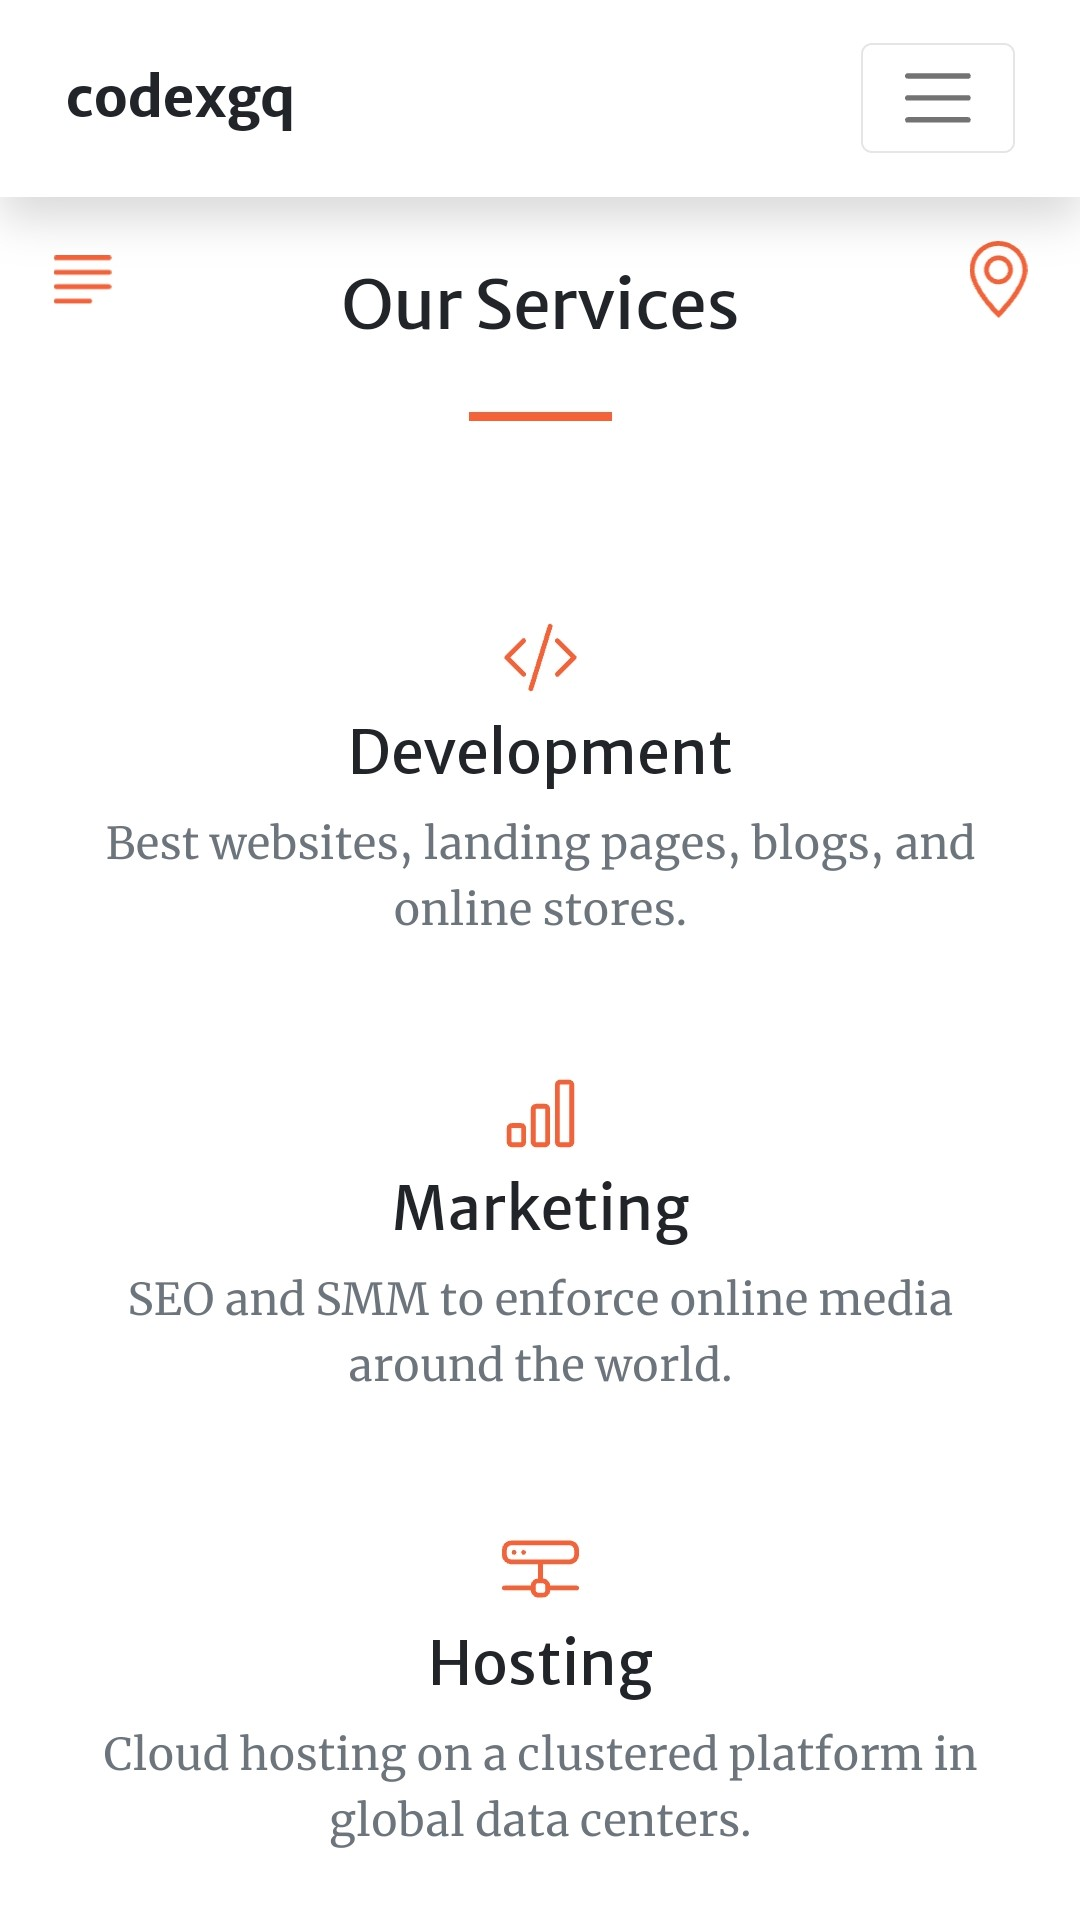 codexgq
Our Services
Development
Best websites, landing pages, blogs, and
online stores.
Marketing
SEO and SMM to enforce online media
around the world.
Hosting
Cloud hosting on a clustered platform in
global data centers.